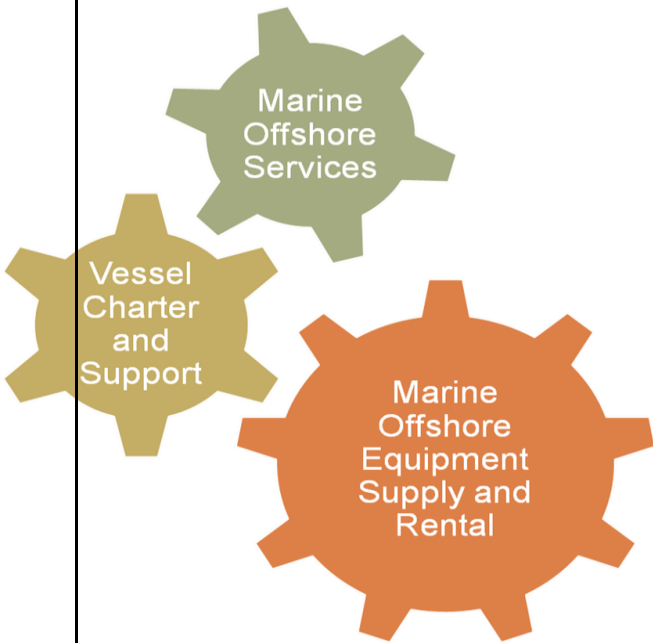 Marine
Offshore
Services
Vessel
Charter
and
Support
Marine
Offshore
Equipment
Supply and
Rental